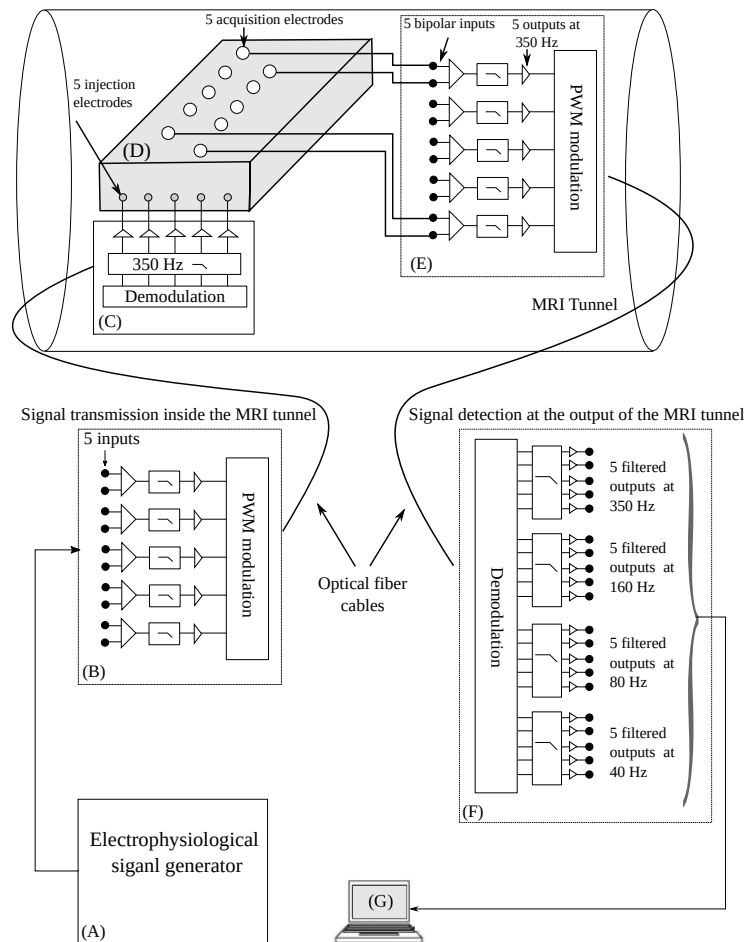 5 acquisition electrodes
5 bipolar inputs
5 outputs at
350 Hz
5 injection
electrodes
(D)
PWM modulation
350 Hz
Demodulation
(C)
(E)
MRI Tunnel
Signal transmission inside the MRI tunnel
5 inputs
PWM modulation
(B)
Optical fiber
cables
Signal detection at the output of the MRI tunnel
Demodulation
5 filtered
outputs at
350 Hz
5 filtered
outputs at
160 Hz
5 filtered
outputs at
80 Hz
5 filtered
outputs at
40 Hz
(F)
Electrophysiological
siganl generator
(A)
(G)